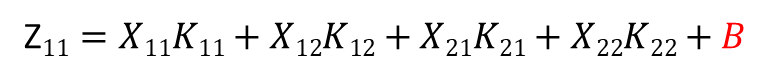 Z₁₁ = X₁₁K₁₁ + X₁₂K₁₂ + X₂₁K₂₁ + X₂₂K₂₂ + B